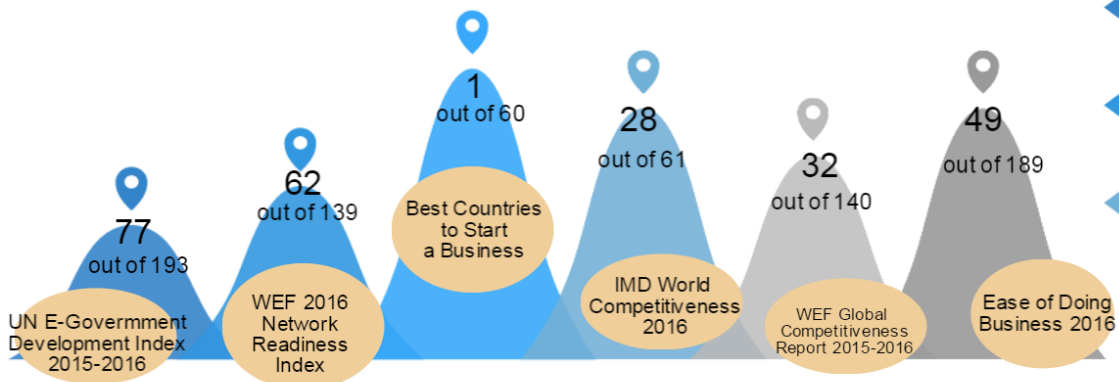 77
out of 193
UN E-Govermment
Development Index
2015-2016
62
out of 139
WEF 2016
Network
Readiness
Index
1
out of 60
Best Countries
to Start
a Business
28
out of 61
IMD World
Competitiveness
2016
32
out of 140
WEF Global
Competitiveness
Report 2015-2016
49
out of 189
Ease of Doing
Business 2016